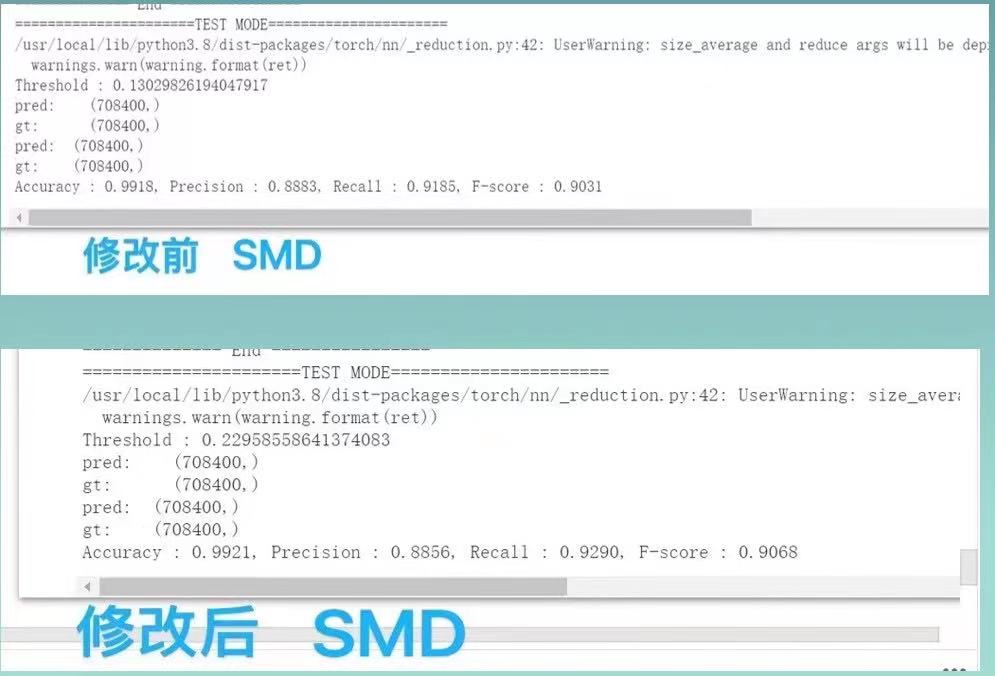 ============== End
======================TEST MODE======================
/usr/local/lib/python3.8/dist-packages/torch/nn/_reduction.py:42: UserWarning: size_average and reduce args will be dep
warnings.warn(warning.format(ret))
Threshold : 0.13029826194047917
pred: (708400,)
gt: (708400,)
pred: (708400,)
gt: (708400,)
Accuracy : 0.9918, Precision : 0.8883, Recall : 0.9185, F-score : 0.9031
修改前 SMD
============== End ================
======================TEST MODE======================
/usr/local/lib/python3.8/dist-packages/torch/nn/_reduction.py:42: UserWarning: size_avera
warnings.warn(warning.format(ret))
Threshold : 0.22958558641374083
pred: (708400,)
gt: (708400,)
pred: (708400,)
gt: (708400,)
Accuracy : 0.9921, Precision : 0.8856, Recall : 0.9290, F-score : 0.9068
修改后 SMD